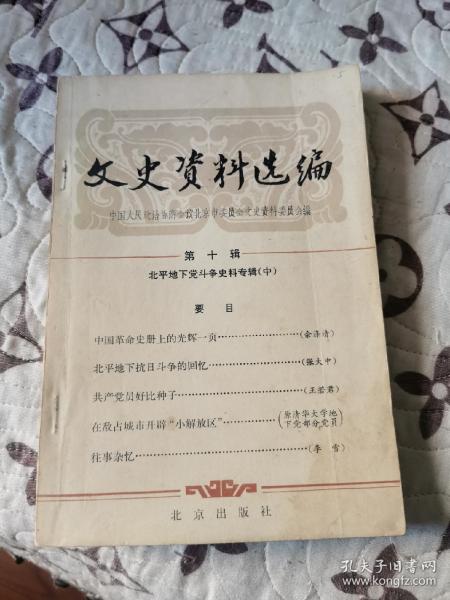 文史資料选编
中国人民政治协商会议北京市委员会文史资料委员会编
第十辑
北平地下党斗争史料专辑(中)
要目
中国革命史册上的光辉一页……………………(佘涤清)
北平地下抗日斗争的回忆……………………(张大中)
共产党员好比种子……………………(王若君)
在敌占城市开辟“小解放区”……………………(原清华大学地下党部分党员)
往事杂忆……………………(李雪)
北京出版社
孔夫子旧书网
www.kongfz.com